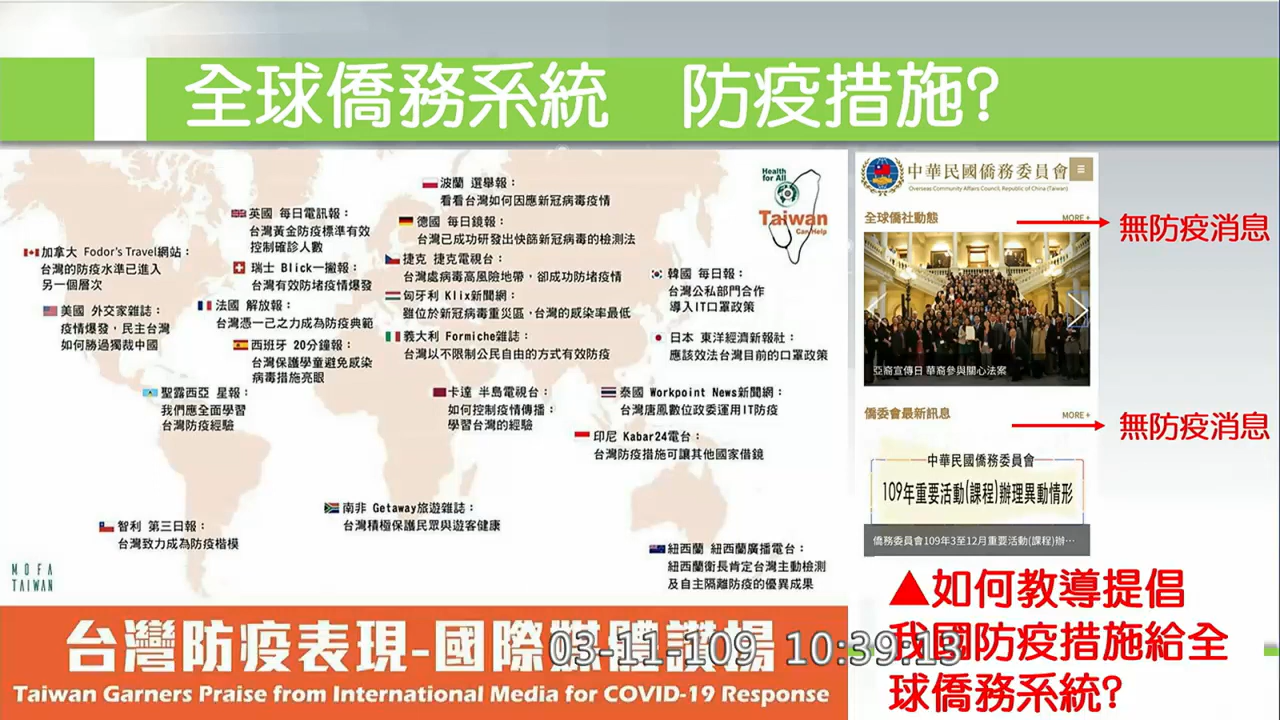 全球僑務系統　防疫措施?
波蘭 選舉報：
看看台灣如何因應新冠病毒疫情
英國 每日電訊報：
台灣黃金防疫標準有效
控制確診人數
德國 每日鏡報：
台灣已成功研發出快篩新冠病毒的檢測法
加拿大 Fodor's Travel網站：
台灣的防疫水準已進入
另一個層次
瑞士 Blick一撇報：
台灣有效防堵疫情爆發
捷克 捷克電視台：
台灣處病毒高風險地帶，卻成功防堵疫情
韓國 每日報：
台灣公私部門合作
導入IT口罩政策
美國 外交家雜誌：
疫情爆發，民主台灣
如何勝過獨裁中國
法國 解放報：
台灣憑一己之力成為防疫典範
匈牙利 Klix新聞網：
雖位於新冠病毒重災區，台灣的感染率最低
西班牙 20分鐘報：
台灣保護學童避免感染
病毒措施亮眼
義大利 Formiche雜誌：
台灣以不限制公民自由的方式有效防疫
日本 東洋經濟新報社：
應該效法台灣目前的口罩政策
聖露西亞 星報：
我們應全面學習
台灣防疫經驗
卡達 半島電視台：
如何控制疫情傳播：
學習台灣的經驗
泰國 Workpoint News新聞網：
台灣唐鳳數位政委運用IT防疫
印尼 Kabar24電台：
台灣防疫措施可讓其他國家借鏡
南非 Getaway旅遊雜誌：
台灣積極保護民眾與遊客健康
智利 第三日報：
台灣致力成為防疫楷模
紐西蘭 紐西蘭廣播電台：
紐西蘭衛長肯定台灣主動檢測
及自主隔離防疫的優異成果
Health
for All
Taiwan
Can Help
MOFA
TAIWAN
台灣防疫表現-國際媒體讚揚
Taiwan Garners Praise from International Media for COVID-19 Response
03-11-109 10:39.13
中華民國僑務委員會
Overseas Community Affairs Council, Republic of China (Taiwan)
全球僑社動態
MORE +
無防疫消息
亞裔宣傳日 華裔參與關心法案
僑委會最新訊息
MORE +
無防疫消息
中華民國僑務委員會
109年重要活動(課程)辦理異動情形
僑務委員會109年3至12月重要活動(課程)辦…
▲如何教導提倡
我國防疫措施給全
球僑務系統?